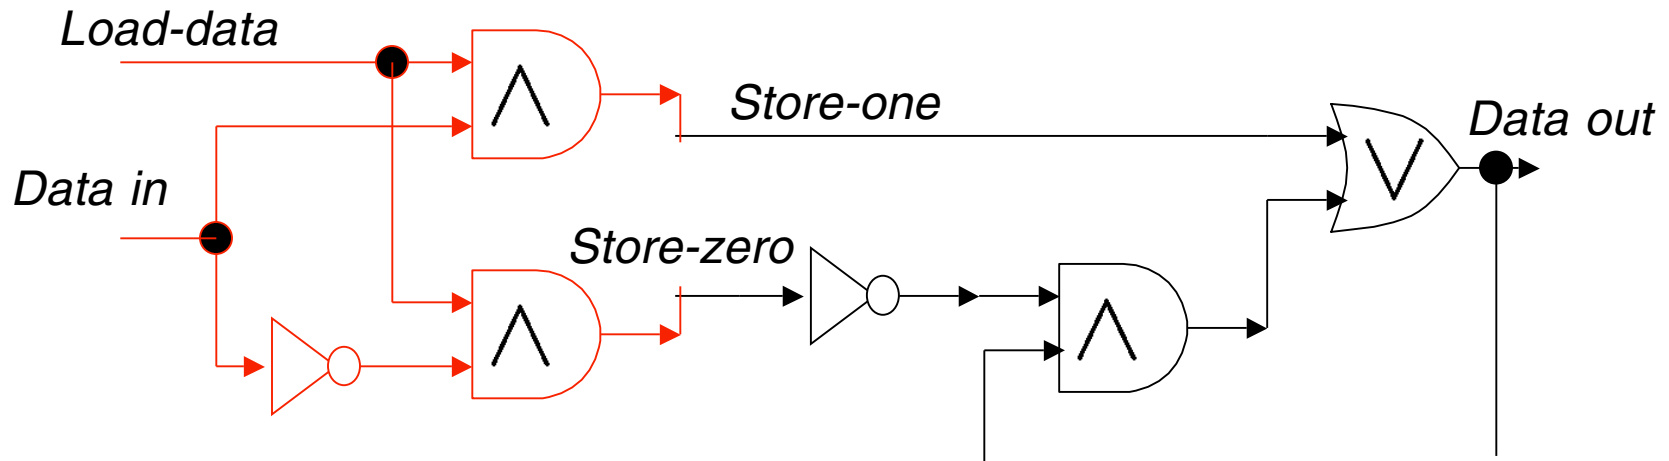 Load-data
Store-one
Data out
Data in
Store-zero